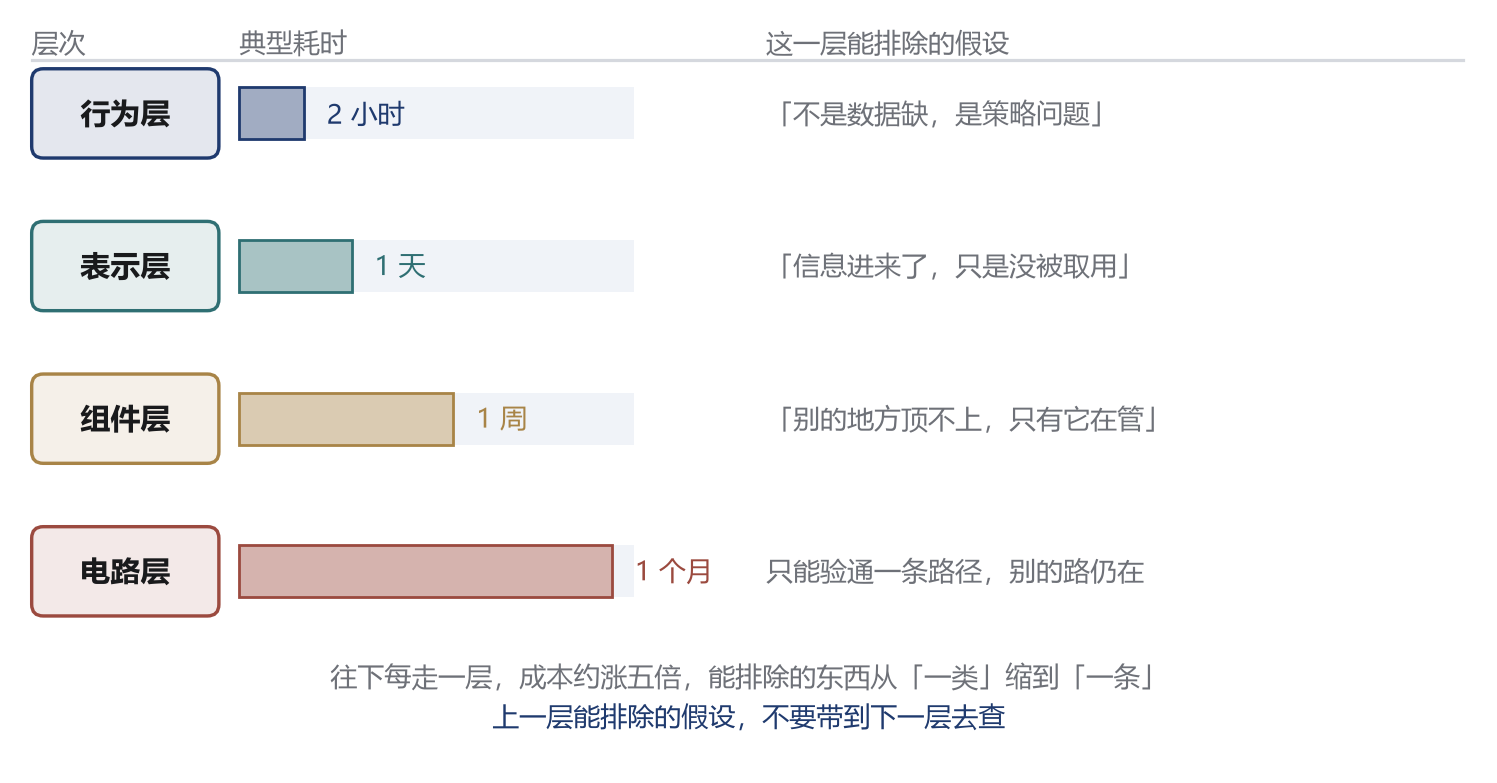 层次 典型耗时 这一层能排除的假设
行为层 2 小时 「不是数据缺，是策略问题」
表示层 1 天 「信息进来了，只是没被取用」
组件层 1 周 「别的地方顶不上，只有它在管」
电路层 1 个月 只能验通一条路径，别的路仍在
往下每走一层，成本约涨五倍，能排除的东西从「一类」缩到「一条」
上一层能排除的假设，不要带到下一层去查